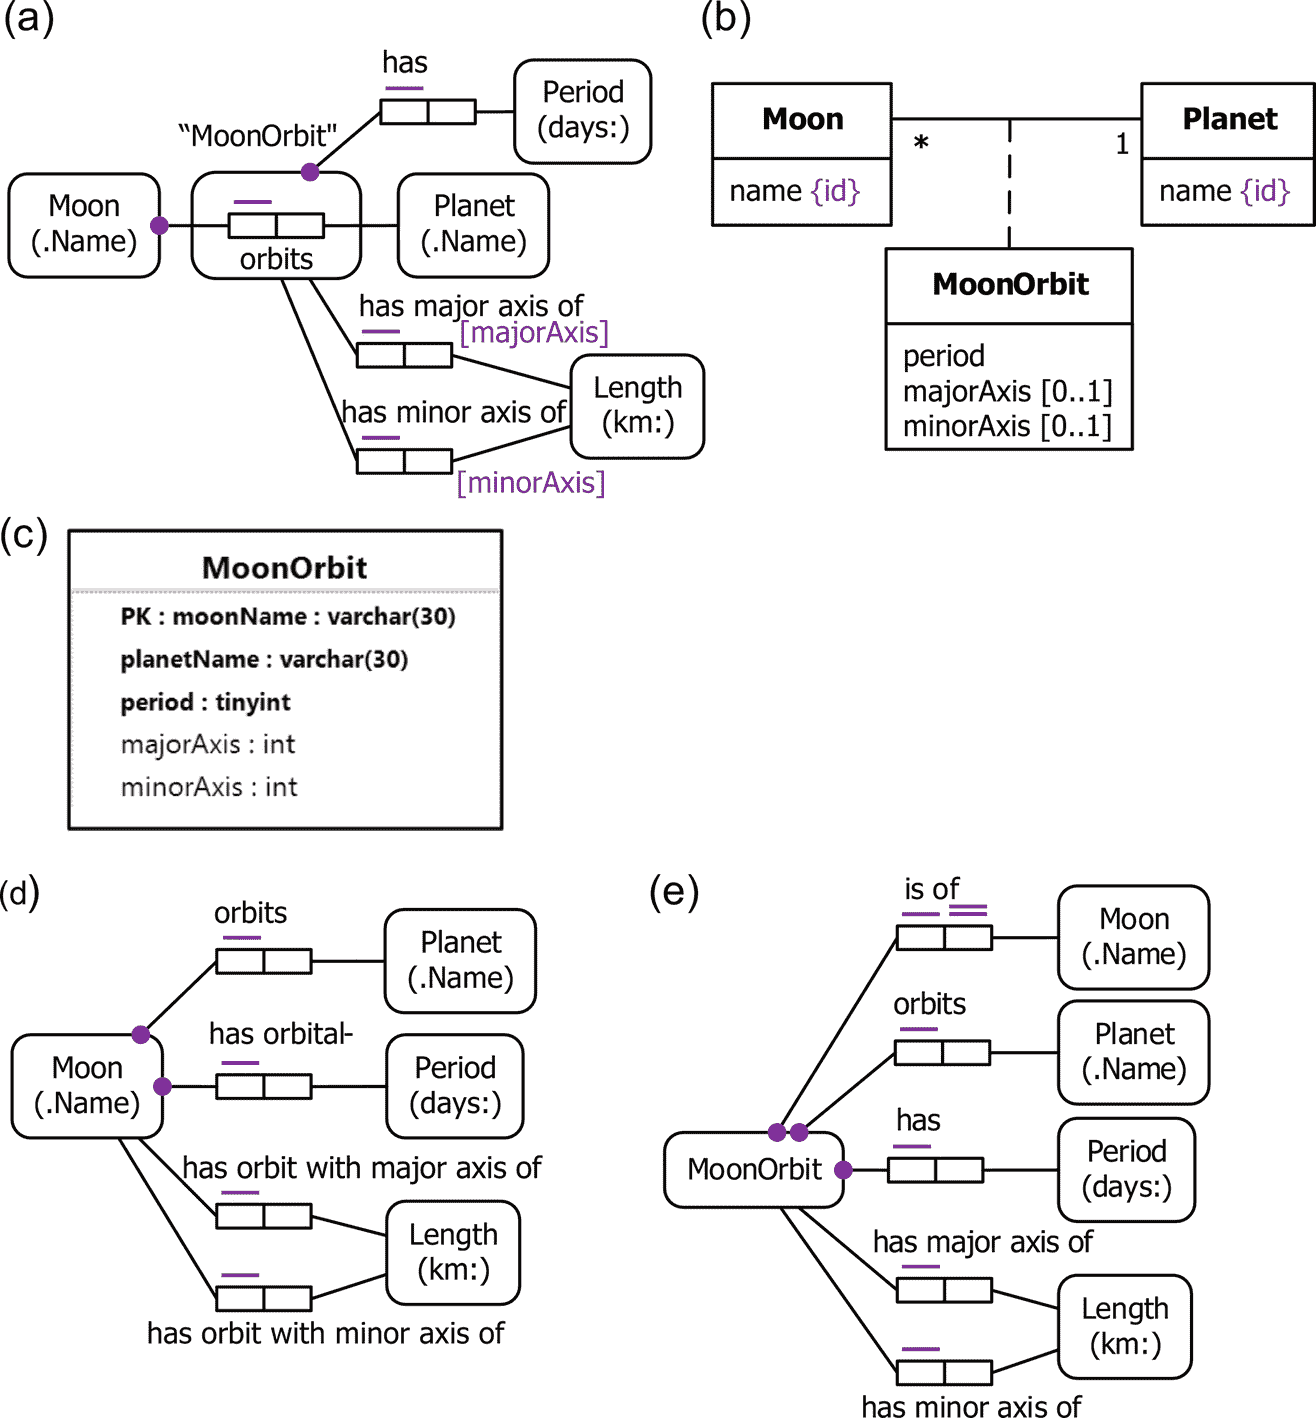 (a)
has
Period
(days:)
“MoonOrbit"
Moon
(.Name)
orbits
Planet
(.Name)
has major axis of
[majorAxis]
Length
(km:)
has minor axis of
[minorAxis]
(b)
Moon
name {id}
*
1
Planet
name {id}
MoonOrbit
period
majorAxis [0..1]
minorAxis [0..1]
(c)
MoonOrbit
PK : moonName : varchar(30)
planetName : varchar(30)
period : tinyint
majorAxis : int
minorAxis : int
(d)
orbits
Planet
(.Name)
has orbital-
Moon
(.Name)
Period
(days:)
has orbit with major axis of
Length
(km:)
has orbit with minor axis of
(e)
is of
Moon
(.Name)
orbits
Planet
(.Name)
has
MoonOrbit
Period
(days:)
has major axis of
Length
(km:)
has minor axis of